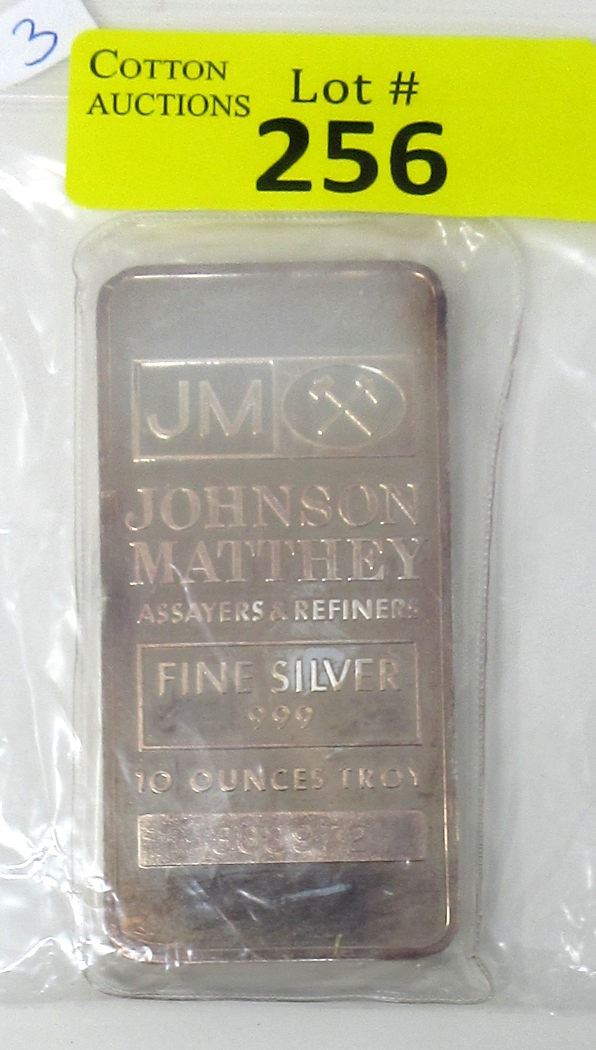 3
COTTON
AUCTIONS
Lot #
256
JM
JOHNSON
MATTHEY
ASSAYERS & REFINERS
FINE SILVER
999
10 OUNCES TROY